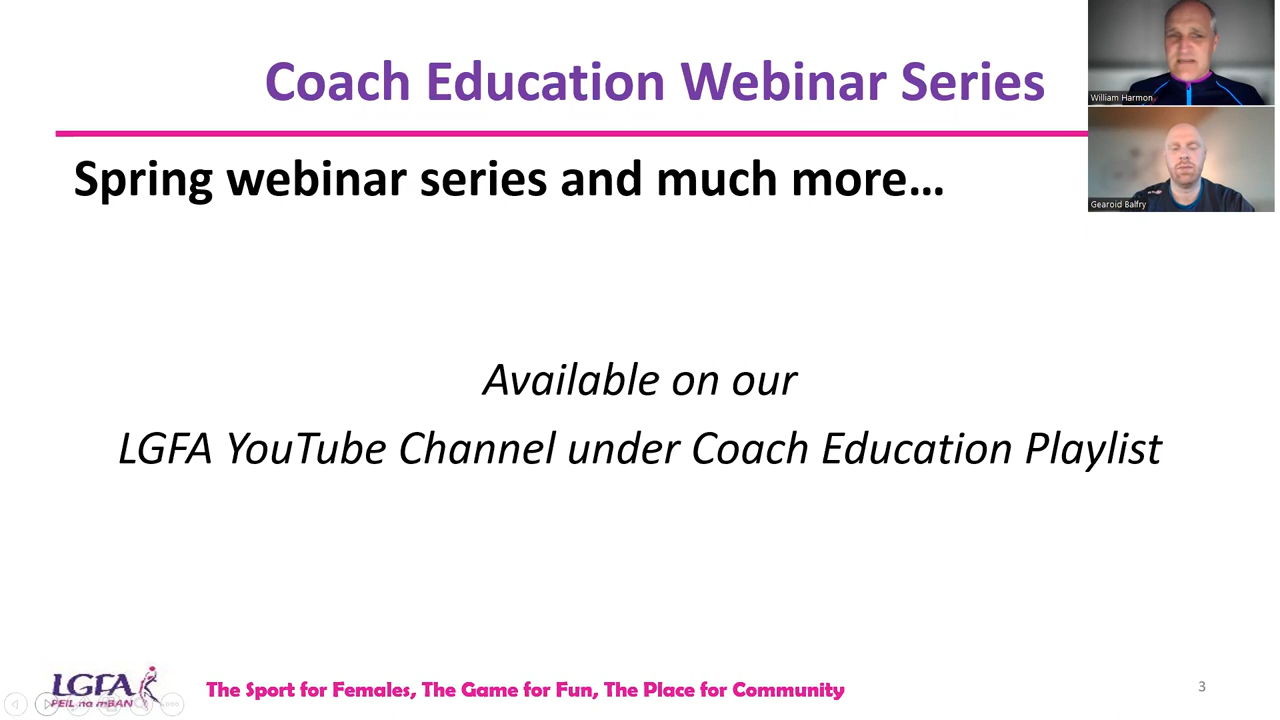 Coach Education Webinar Series
William Harmon
Spring webinar series and much more...
Gearoid Balfry
Available on our
LGFA YouTube Channel under Coach Education Playlist
LGFA
PEIL na mBAN
The Sport for Females, The Game for Fun, The Place for Community
3